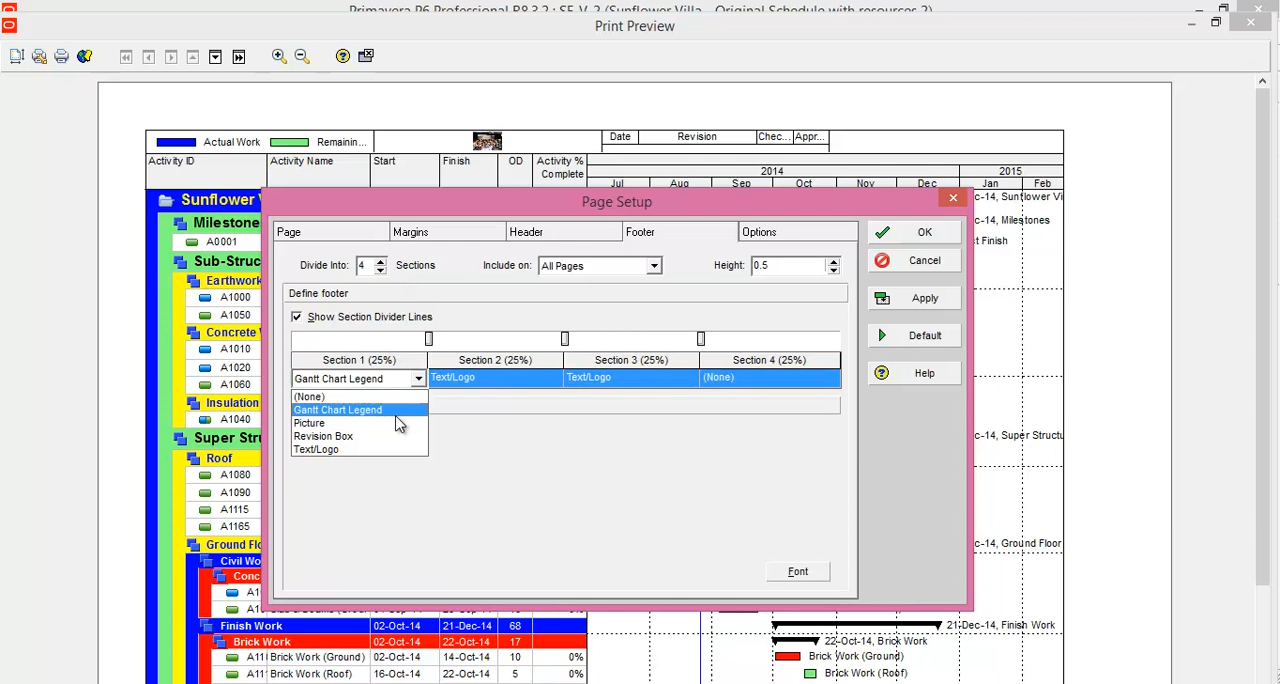 Primavera P6 Professional R8.3.2 : SF-V-2 (Sunflower Villa - Original Schedule with resources 2)
Print Preview
Actual Work
Remainin...
Date
Revision
Chec...
Appr...
Activity ID
Activity Name
Start
Finish
OD
Activity %
Complete
2014
2015
Jul
Aug
Sep
Oct
Nov
Dec
Jan
Feb
Sunflower
Milestone
A0001
Sub-Struc
Earthwork
A1000
A1050
Concrete
A1010
A1020
A1060
Insulation
A1040
Super Stru
Roof
A1080
A1090
A1115
A1165
Ground Flo
Civil Wo
Conc
A10
A10
Page Setup
Page
Margins
Header
Footer
Options
Divide Into: 4 Sections
Include on: All Pages
Height: 0.5
Define footer
Show Section Divider Lines
Section 1 (25%)
Section 2 (25%)
Section 3 (25%)
Section 4 (25%)
Gantt Chart Legend
Text/Logo
Text/Logo
(None)
(None)
Gantt Chart Legend
Picture
Revision Box
Text/Logo
Font
OK
Cancel
Apply
Default
Help
c-14, Sunflower Vi
c-14, Milestones
t Finish
c-14, Super Structu
c-14, Ground Floor
Finish Work 02-Oct-14 21-Dec-14 68
21-Dec-14, Finish Work
Brick Work 02-Oct-14 22-Oct-14 17
22-Oct-14, Brick Work
A11 Brick Work (Ground) 02-Oct-14 14-Oct-14 10 0%
Brick Work (Ground)
A11 Brick Work (Roof) 16-Oct-14 22-Oct-14 5 0%
Brick Work (Roof)